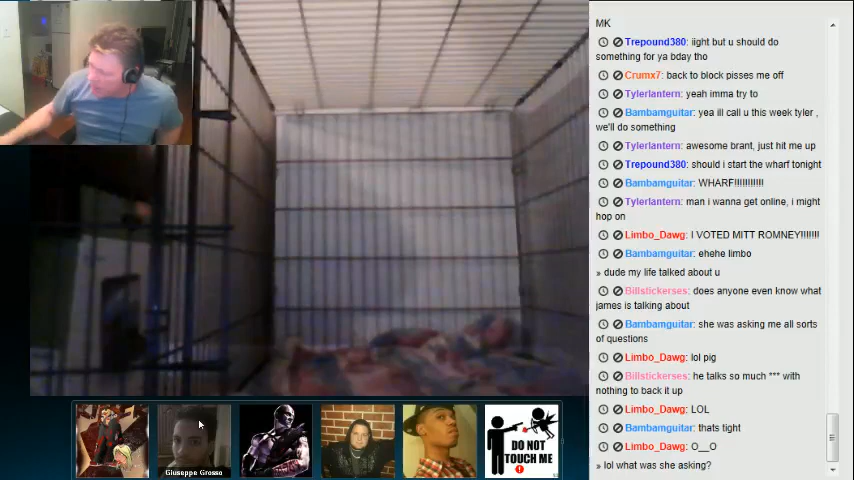 MK
Trepound380: iight but u should do
something for ya bday tho
Crumx7: back to block pisses me off
Tylerlantern: yeah imma try to
Bambamguitar: yea ill call u this week tyler ,
we'll do something
Tylerlantern: awesome brant, just hit me up
Trepound380: should i start the wharf tonight
Bambamguitar: WHARF!!!!!!!!!!!
Tylerlantern: man i wanna get online, i might
hop on
Limbo_Dawg: I VOTED MITT ROMNEY!!!!!!!
Bambamguitar: ehehe limbo
» dude my life talked about u
Billstickerses: does anyone even know what
james is talking about
Bambamguitar: she was asking me all sorts
of questions
Limbo_Dawg: lol pig
Billstickerses: he talks so much *** with
nothing to back it up
Limbo_Dawg: LOL
Bambamguitar: thats tight
Limbo_Dawg: O__O
» lol what was she asking?
Giuseppe Grosso
DO NOT
TOUCH ME
!